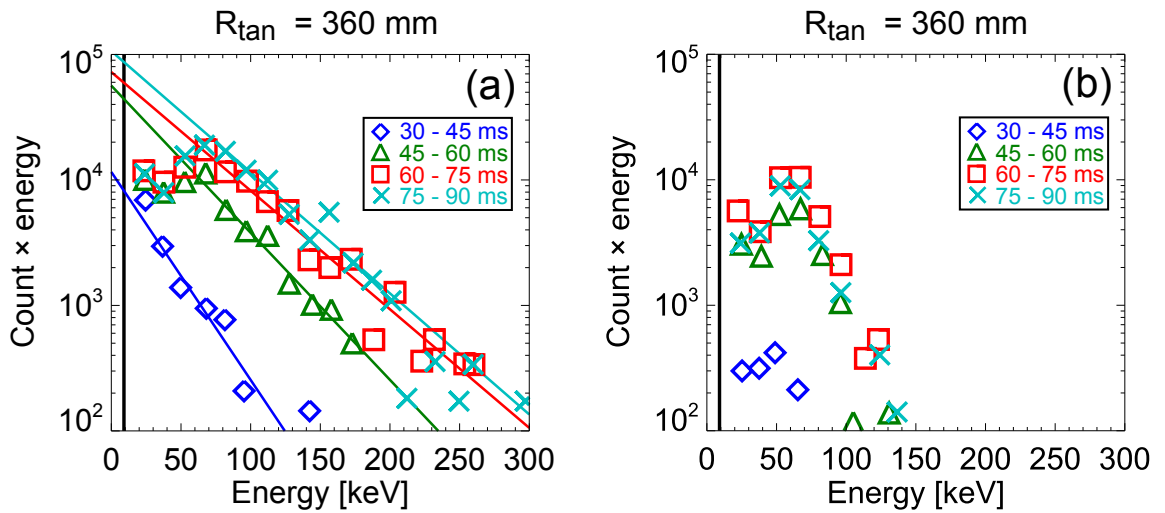 R_tan = 360 mm
(a)
10^5
10^4
10^3
10^2
Count × energy
30 - 45 ms
45 - 60 ms
60 - 75 ms
75 - 90 ms
0 50 100 150 200 250 300
Energy [keV]
R_tan = 360 mm
(b)
10^5
10^4
10^3
10^2
Count × energy
30 - 45 ms
45 - 60 ms
60 - 75 ms
75 - 90 ms
0 50 100 150 200 250 300
Energy [keV]